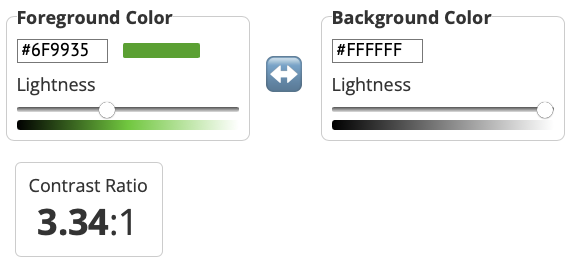 Foreground Color
#6F9935
Lightness
Background Color
#FFFFFF
Lightness
Contrast Ratio
3.34:1